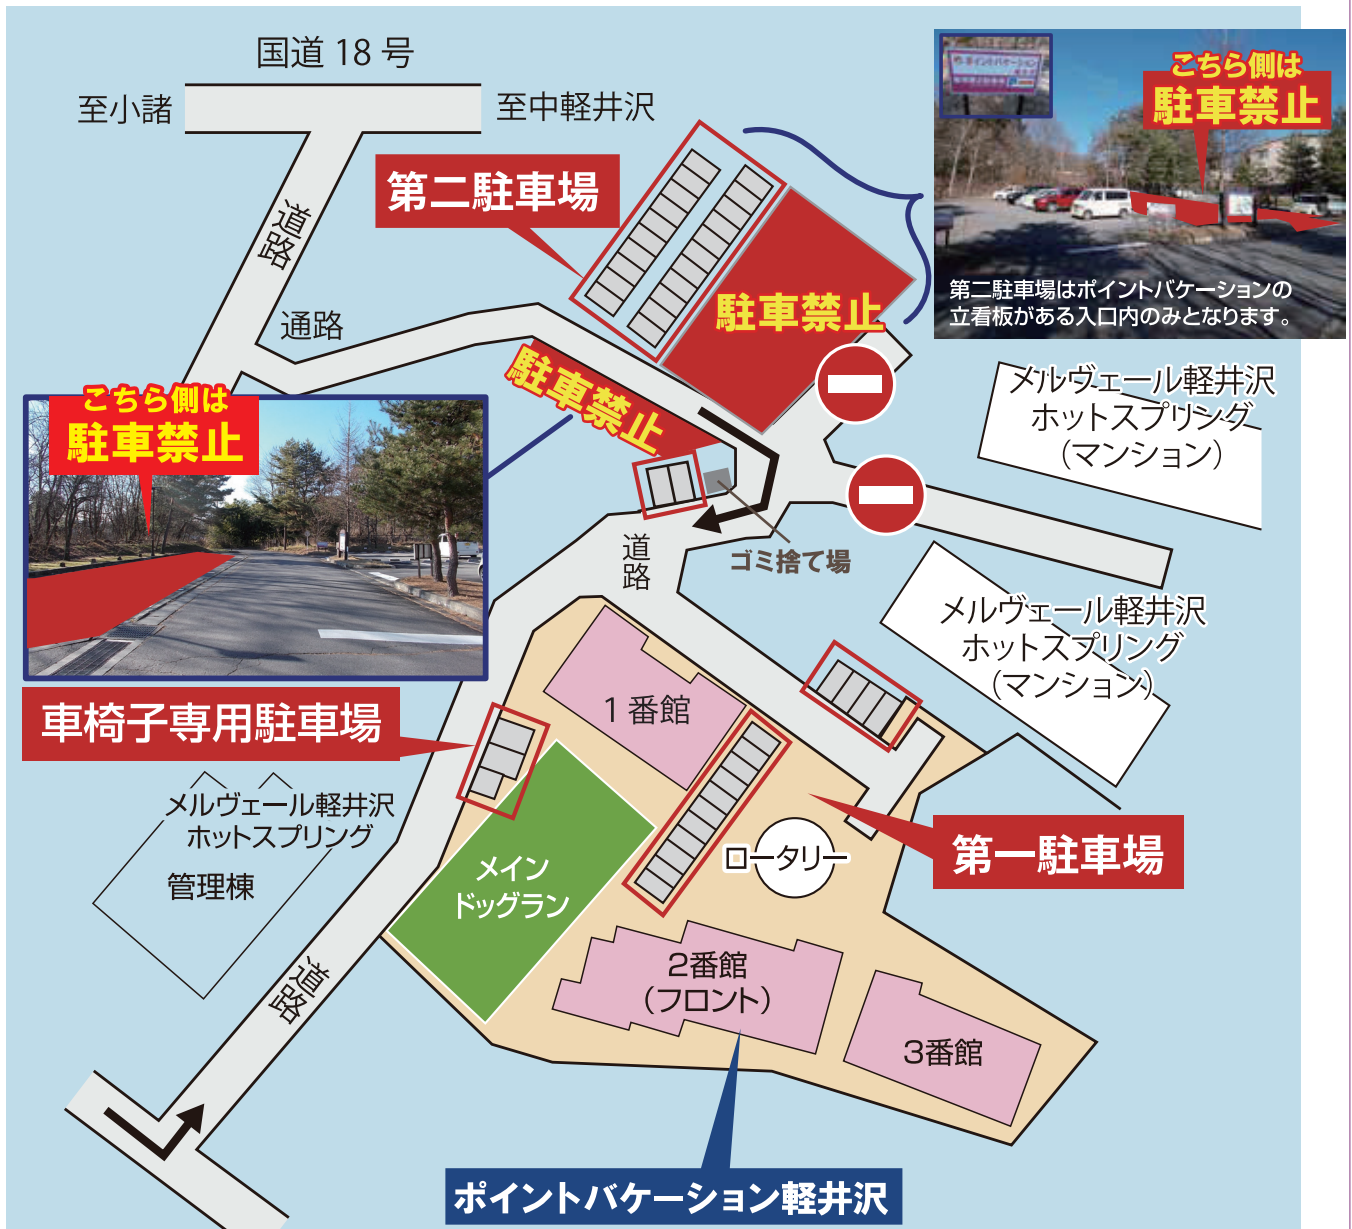 国道 18 号
至小諸
至中軽井沢
道路
第二駐車場
通路
駐車禁止
駐車禁止
こちら側は
駐車禁止
ポイントバケーション
第二駐車場はポイントバケーションの
立看板がある入口内のみとなります。
こちら側は
駐車禁止
メルヴェール軽井沢
ホットスプリング
(マンション)
ゴミ捨て場
道路
メルヴェール軽井沢
ホットスプリング
(マンション)
車椅子専用駐車場
1番館
メルヴェール軽井沢
ホットスプリング
管理棟
メイン
ドッグラン
ロータリー
第一駐車場
道路
2番館
(フロント)
3番館
ポイントバケーション軽井沢